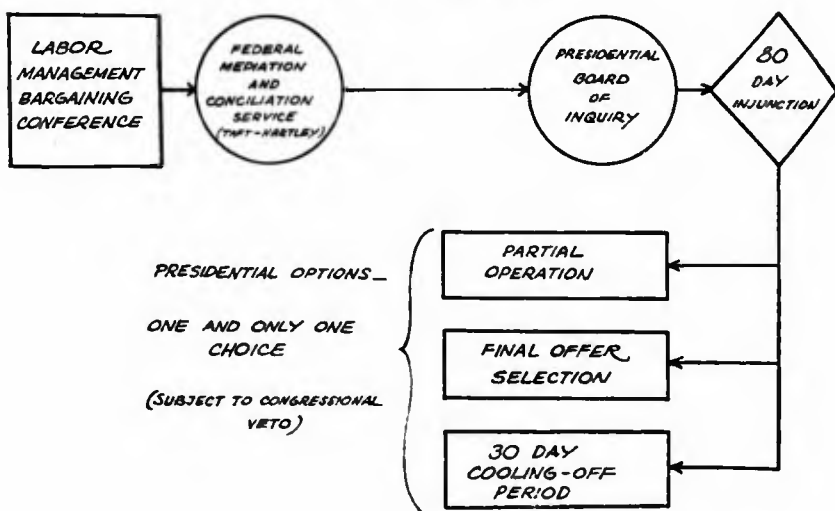 LABOR
MANAGEMENT
BARGAINING
CONFERENCE
FEDERAL
MEDIATION
AND
CONCILIATION
SERVICE
(TAFT-HARTLEY)
PRESIDENTIAL
BOARD
OF
INQUIRY
80
DAY
INJUNCTION
PRESIDENTIAL OPTIONS_
ONE AND ONLY ONE
CHOICE
(SUBJECT TO CONGRESSIONAL
VETO)
PARTIAL
OPERATION
FINAL OFFER
SELECTION
30 DAY
COOLING-OFF
PERIOD